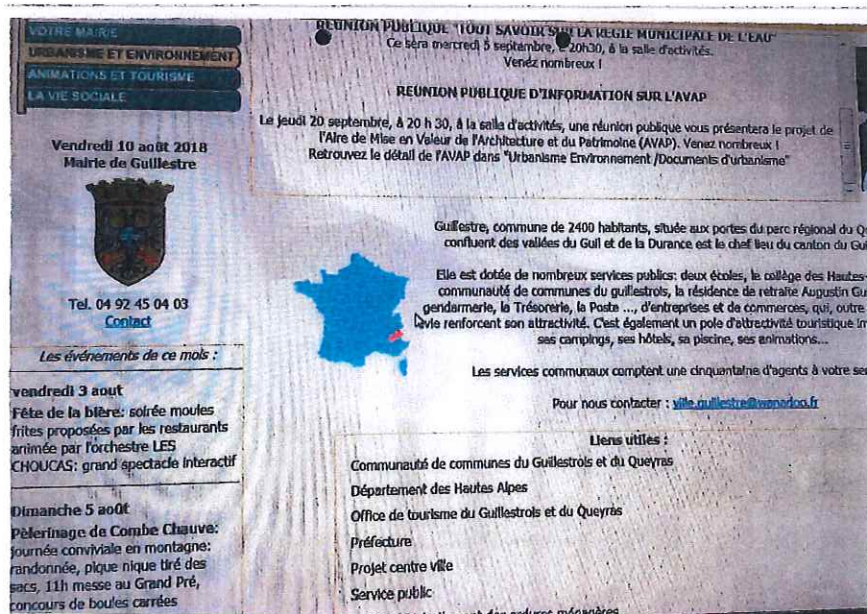 VOTRE MAIRIE
URBANISME ET ENVIRONNEMENT
ANIMATIONS ET TOURISME
LA VIE SOCIALE
Vendredi 10 août 2018
Mairie de Guillestre
Tel. 04 92 45 04 03
Contact
Les événements de ce mois :
vendredi 3 aout
Fête de la bière: soirée moules
frites proposées par les restaurants
animée par l'orchestre LES
CHOUCAS: grand spectacle interactif
Dimanche 5 août
Pèlerinage de Combe Chauve:
journée conviviale en montagne:
randonnée, pique nique tiré des
sacs, 11h messe au Grand Pré,
concours de boules carrées
REUNION PUBLIQUE "TOUT SAVOIR SUR LA REGIE MUNICIPALE DE L'EAU"
Ce sera mercredi 5 septembre, 20h30, à la salle d'activités.
Venez nombreux !
REUNION PUBLIQUE D'INFORMATION SUR L'AVAP
Le jeudi 20 septembre, à 20 h 30, à la salle d'activités, une réunion publique vous présentera le projet de
l'Aire de Mise en Valeur de l'Architecture et du Patrimoine (AVAP). Venez nombreux !
Retrouvez le détail de l'AVAP dans "Urbanisme Environnement /Documents d'urbanisme"
Guillestre, commune de 2400 habitants, située aux portes du parc régional du Q
confluent des vallées du Guil et de la Durance est le chef lieu du canton du Gui
Elle est dotée de nombreux services publics: deux écoles, le collège des Hautes-
communauté de communes du guillestrois, la résidence de retraite Augustin Gu
gendarmerie, la Trésorerie, la Poste ..., d'entreprises et de commerces, qui, outre
vie renforcent son attractivité. C'est également un pole d'attractivité touristique im
ses campings, ses hôtels, sa piscine, ses animations...
Les services communaux comptent une cinquantaine d'agents à votre ser
Pour nous contacter : ville.guillestre@wanadoo.fr
Liens utiles :
Communauté de communes du Guillestrois et du Queyras
Département des Hautes Alpes
Office de tourisme du Guillestrois et du Queyras
Préfecture
Projet centre ville
Service public